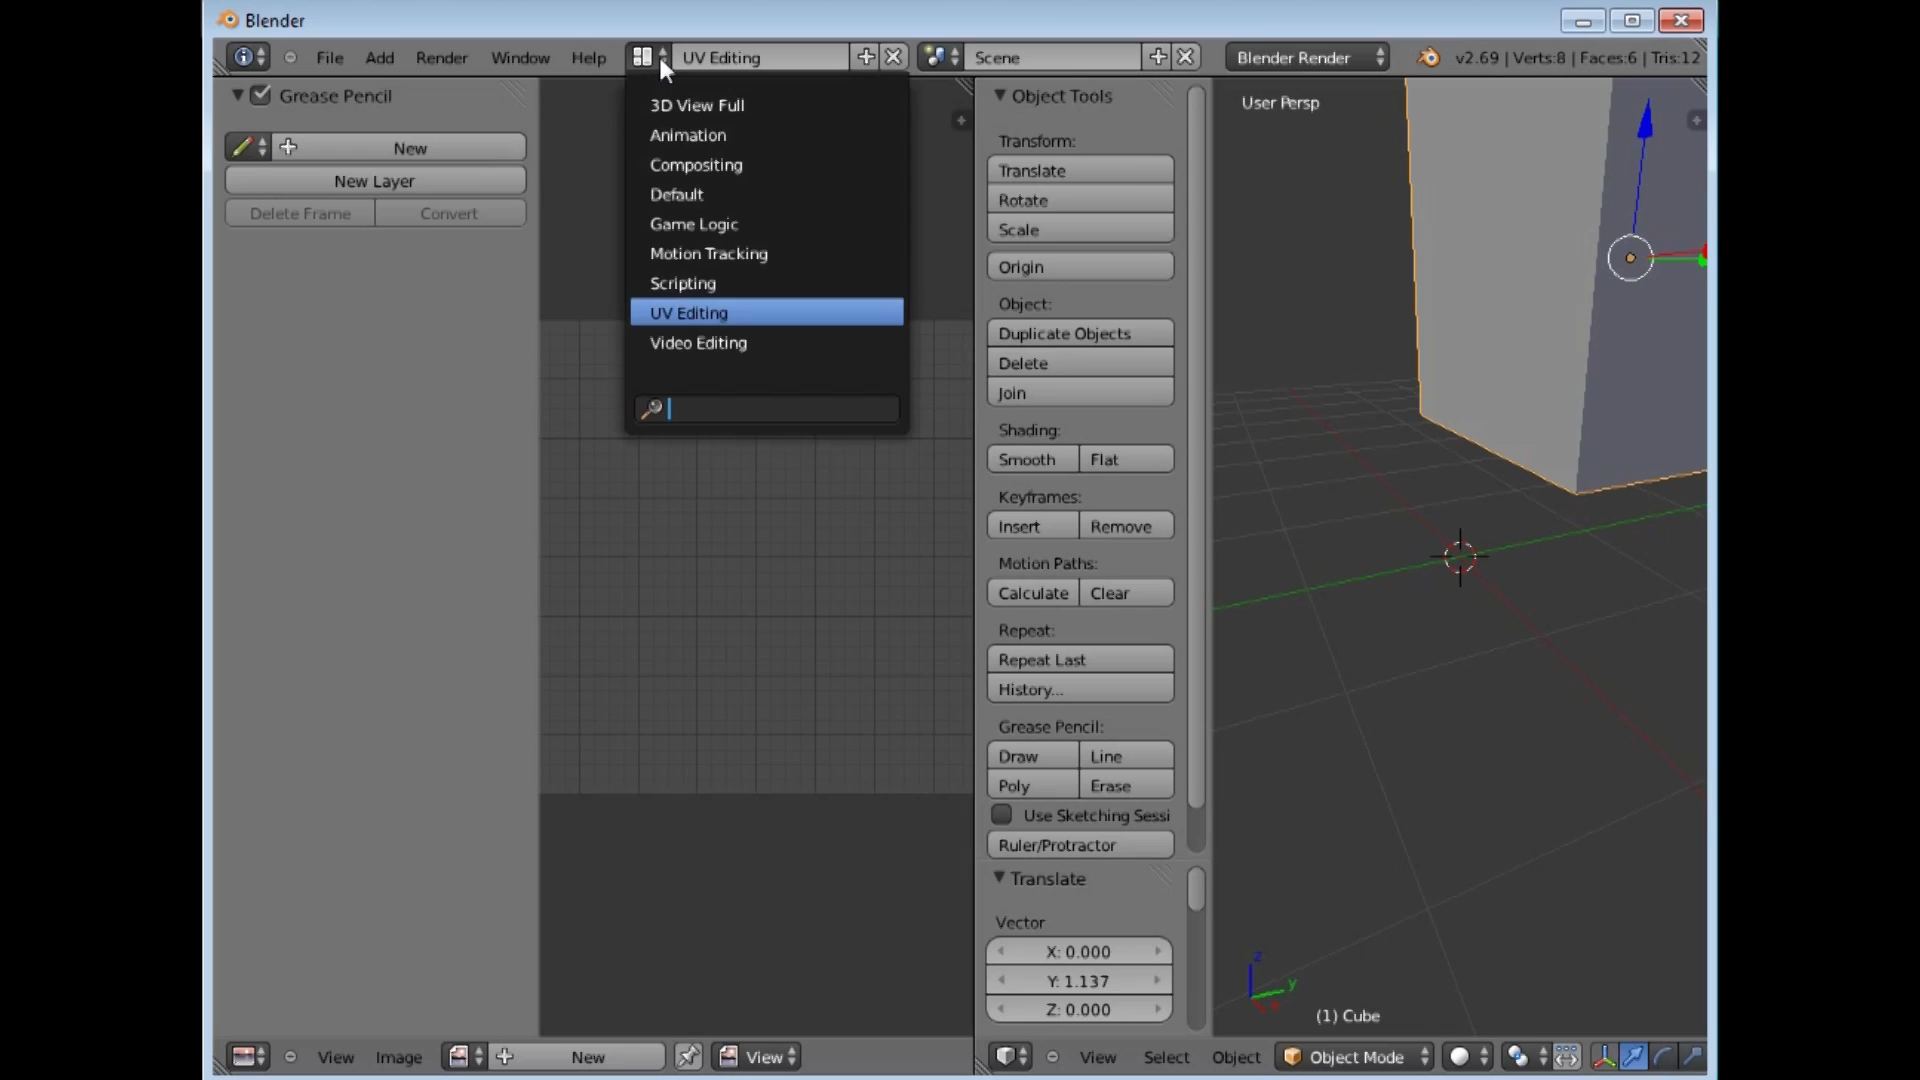 Blender
File Add Render Window Help UV Editing Scene Blender Render v2.69 | Verts:8 | Faces:6 | Tris:12
Grease Pencil
New
New Layer
Delete Frame Convert
3D View Full
Animation
Compositing
Default
Game Logic
Motion Tracking
Scripting
UV Editing
Video Editing
Object Tools
Transform:
Translate
Rotate
Scale
Origin
Object:
Duplicate Objects
Delete
Join
Shading:
Smooth Flat
Keyframes:
Insert Remove
Motion Paths:
Calculate Clear
Repeat:
Repeat Last
History...
Grease Pencil:
Draw Line
Poly Erase
Use Sketching Sessi
Ruler/Protractor
Translate
Vector
X: 0.000
Y: 1.137
Z: 0.000
User Persp
z
y
x
(1) Cube
View Image New View
View Select Object Object Mode